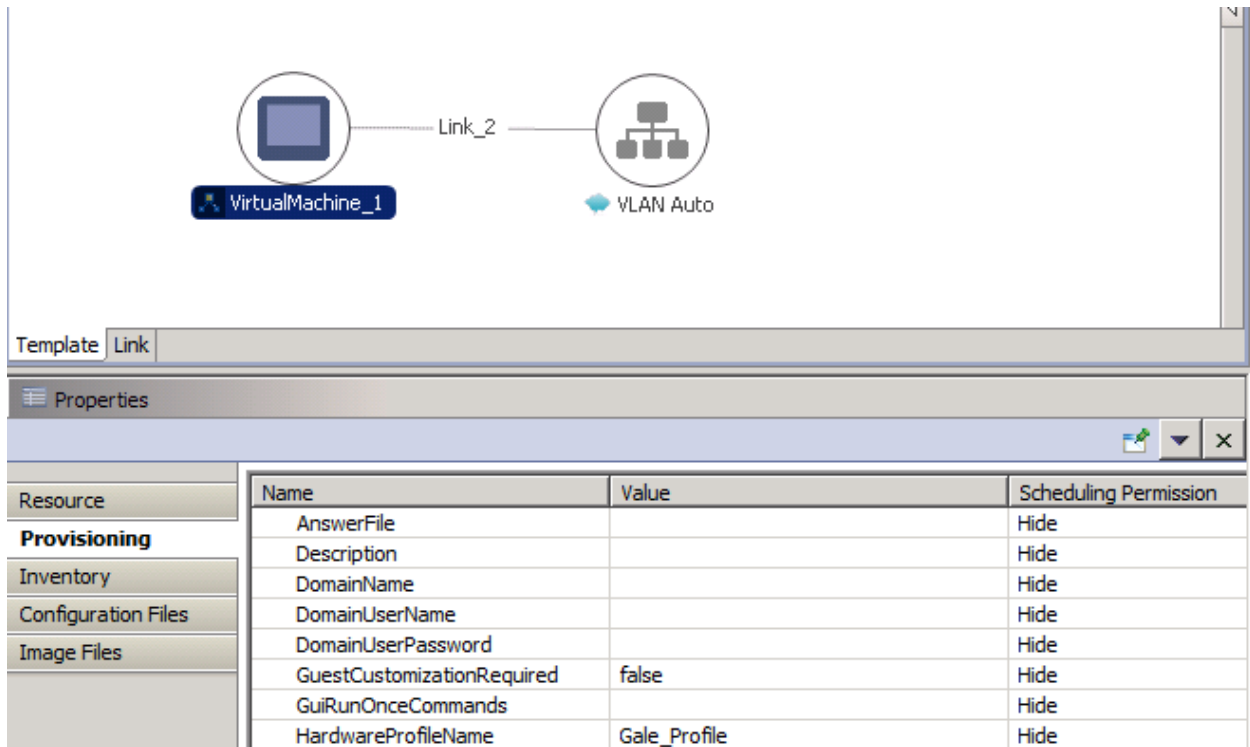 Link_2
VirtualMachine_1
VLAN Auto
Template Link
Properties
Resource
Provisioning
Inventory
Configuration Files
Image Files
Name Value Scheduling Permission
AnswerFile Hide
Description Hide
DomainName Hide
DomainUserName Hide
DomainUserPassword Hide
GuestCustomizationRequired false Hide
GuiRunOnceCommands Hide
HardwareProfileName Gale_Profile Hide